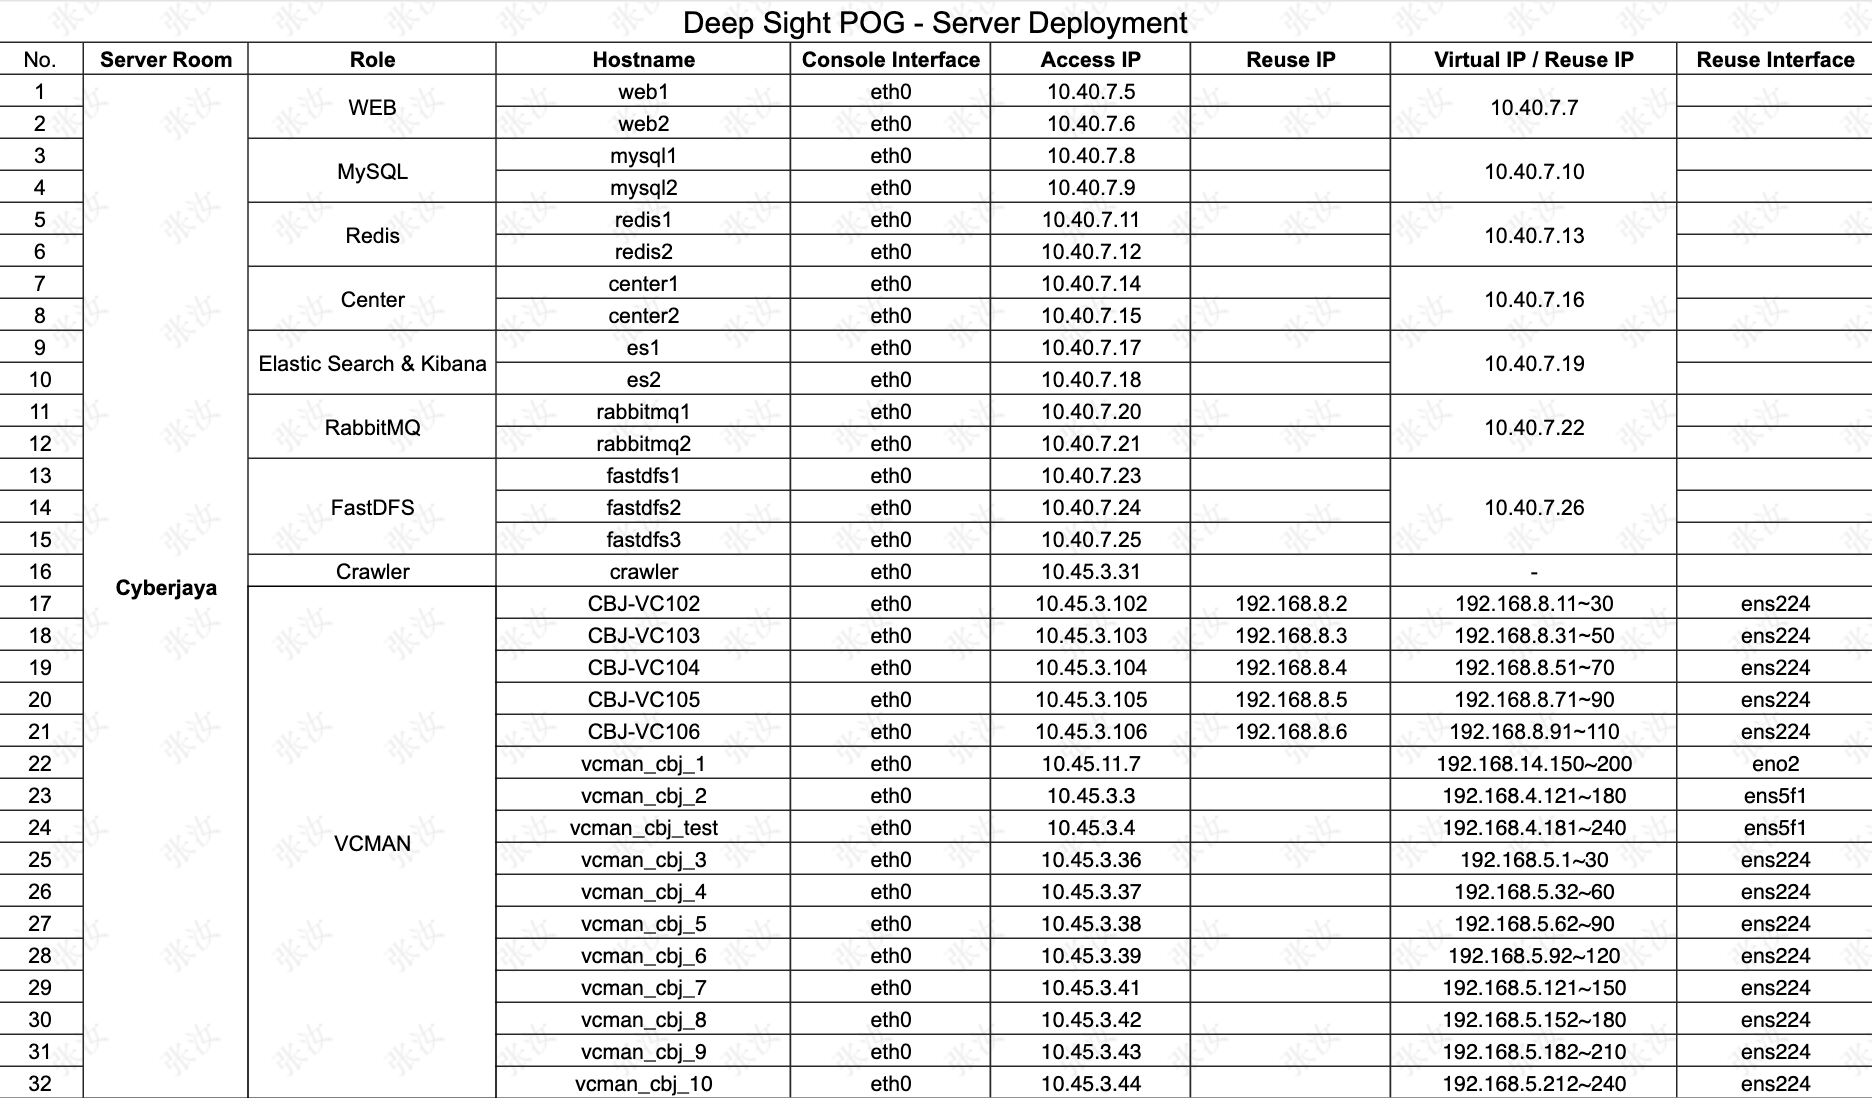 Deep Sight POG - Server Deployment
No. Server Room Role Hostname Console Interface Access IP Reuse IP Virtual IP / Reuse IP Reuse Interface
1 Cyberjaya WEB web1 eth0 10.40.7.5 10.40.7.7
2 web2 eth0 10.40.7.6
3 MySQL mysql1 eth0 10.40.7.8 10.40.7.10
4 mysql2 eth0 10.40.7.9
5 Redis redis1 eth0 10.40.7.11 10.40.7.13
6 redis2 eth0 10.40.7.12
7 Center center1 eth0 10.40.7.14 10.40.7.16
8 center2 eth0 10.40.7.15
9 Elastic Search & Kibana es1 eth0 10.40.7.17 10.40.7.19
10 es2 eth0 10.40.7.18
11 RabbitMQ rabbitmq1 eth0 10.40.7.20 10.40.7.22
12 rabbitmq2 eth0 10.40.7.21
13 FastDFS fastdfs1 eth0 10.40.7.23 10.40.7.26
14 fastdfs2 eth0 10.40.7.24
15 fastdfs3 eth0 10.40.7.25
16 Crawler crawler eth0 10.45.3.31 -
17 VCMAN CBJ-VC102 eth0 10.45.3.102 192.168.8.2 192.168.8.11~30 ens224
18 CBJ-VC103 eth0 10.45.3.103 192.168.8.3 192.168.8.31~50 ens224
19 CBJ-VC104 eth0 10.45.3.104 192.168.8.4 192.168.8.51~70 ens224
20 CBJ-VC105 eth0 10.45.3.105 192.168.8.5 192.168.8.71~90 ens224
21 CBJ-VC106 eth0 10.45.3.106 192.168.8.6 192.168.8.91~110 ens224
22 vcman_cbj_1 eth0 10.45.11.7 192.168.14.150~200 eno2
23 vcman_cbj_2 eth0 10.45.3.3 192.168.4.121~180 ens5f1
24 vcman_cbj_test eth0 10.45.3.4 192.168.4.181~240 ens5f1
25 vcman_cbj_3 eth0 10.45.3.36 192.168.5.1~30 ens224
26 vcman_cbj_4 eth0 10.45.3.37 192.168.5.32~60 ens224
27 vcman_cbj_5 eth0 10.45.3.38 192.168.5.62~90 ens224
28 vcman_cbj_6 eth0 10.45.3.39 192.168.5.92~120 ens224
29 vcman_cbj_7 eth0 10.45.3.41 192.168.5.121~150 ens224
30 vcman_cbj_8 eth0 10.45.3.42 192.168.5.152~180 ens224
31 vcman_cbj_9 eth0 10.45.3.43 192.168.5.182~210 ens224
32 vcman_cbj_10 eth0 10.45.3.44 192.168.5.212~240 ens224
张汝